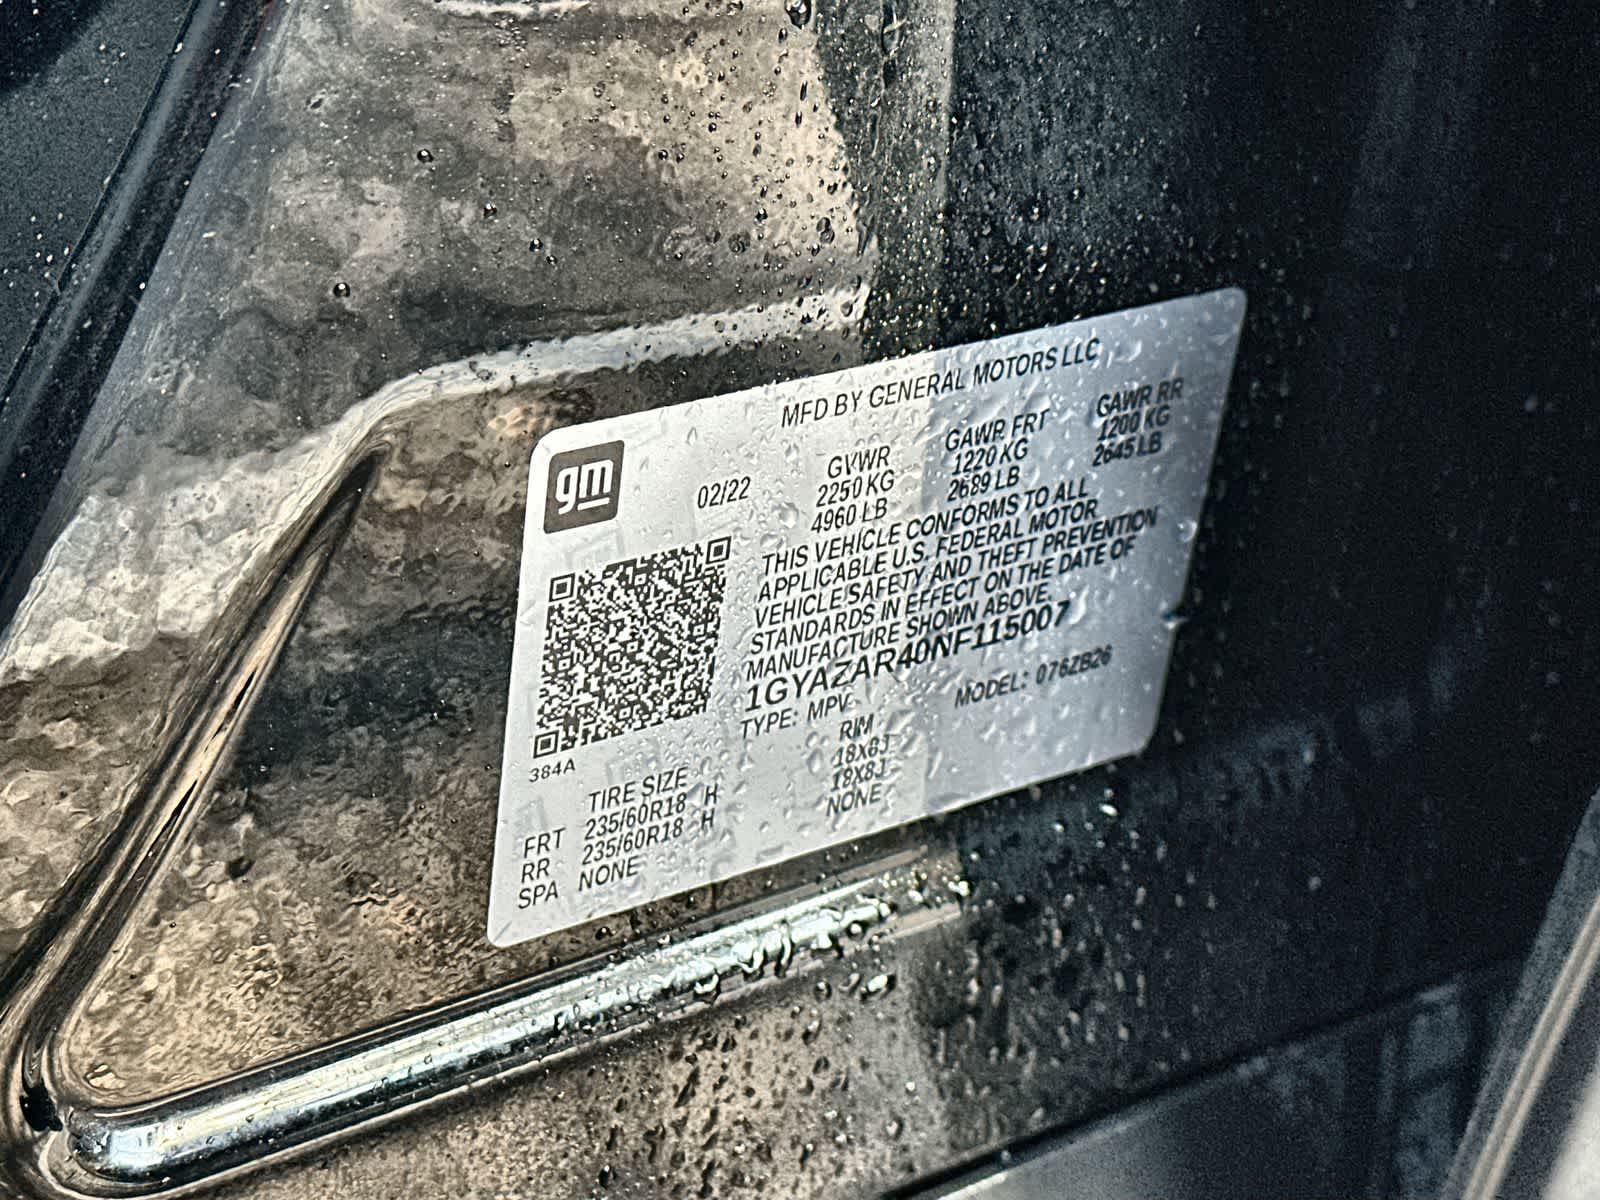 MFD BY GENERAL MOTORS LLC
gm
02/22
GVWR
2250 KG
4960 LB
GAWR FRT
1220 KG
2689 LB
GAWR RR
1200 KG
2645 LB
THIS VEHICLE CONFORMS TO ALL
APPLICABLE U.S. FEDERAL MOTOR
VEHICLE SAFETY AND THEFT PREVENTION
STANDARDS IN EFFECT ON THE DATE OF
MANUFACTURE SHOWN ABOVE.
1GYAZAR40NF115007
TYPE: MPV MODEL: 076ZB26
384A
TIRE SIZE RIM
FRT 235/60R18 H 18X8J
RR 235/60R18 H 18X8J
SPA NONE NONE